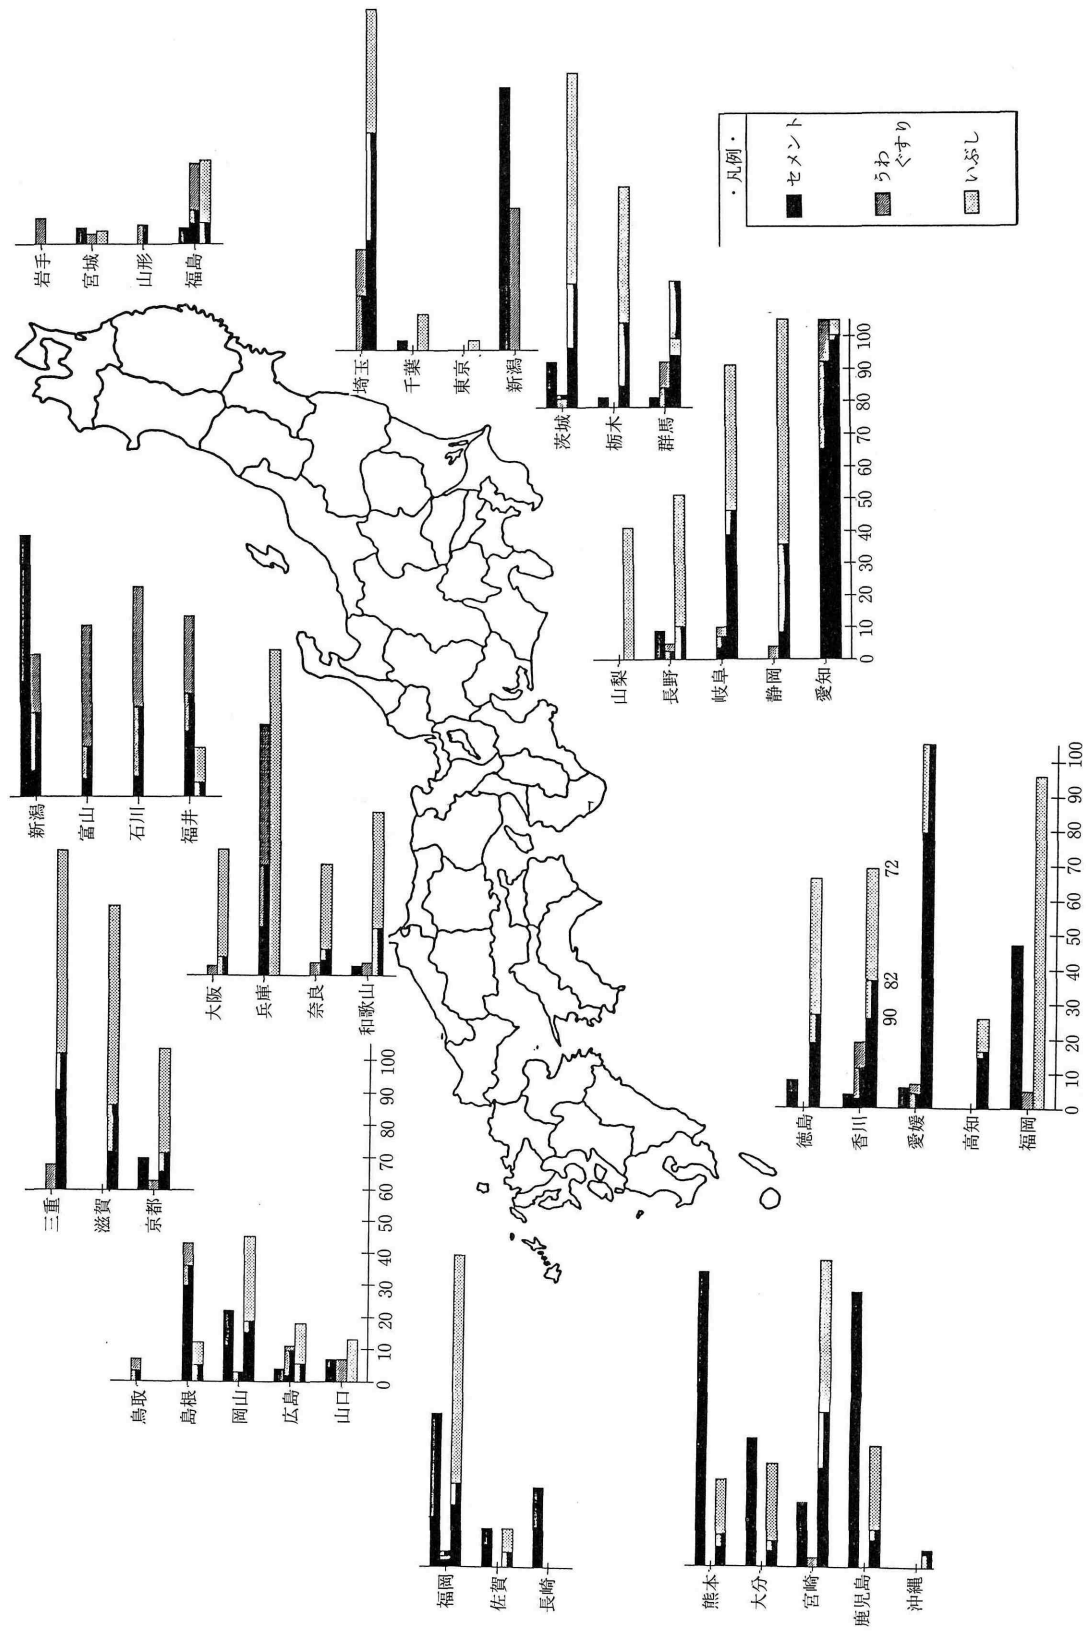 岩手
宮城
山形
福島
埼玉
千葉
東京
新潟
茨城
栃木
群馬
・凡例・
セメント
うわ
ぐすり
いぶし
山梨
長野
岐阜
静岡
愛知
0 10 20 30 40 50 60 70 80 90 100
新潟
富山
石川
福井
大阪
兵庫
奈良
和歌山
三重
滋賀
京都
鳥取
島根
岡山
広島
山口
0 10 20 30 40 50 60 70 80 90 100
徳島
香川
愛媛
高知
福岡
90 82 72
0 10 20 30 40 50 60 70 80 90 100
福岡
佐賀
長崎
熊本
大分
宮崎
鹿児島
沖縄